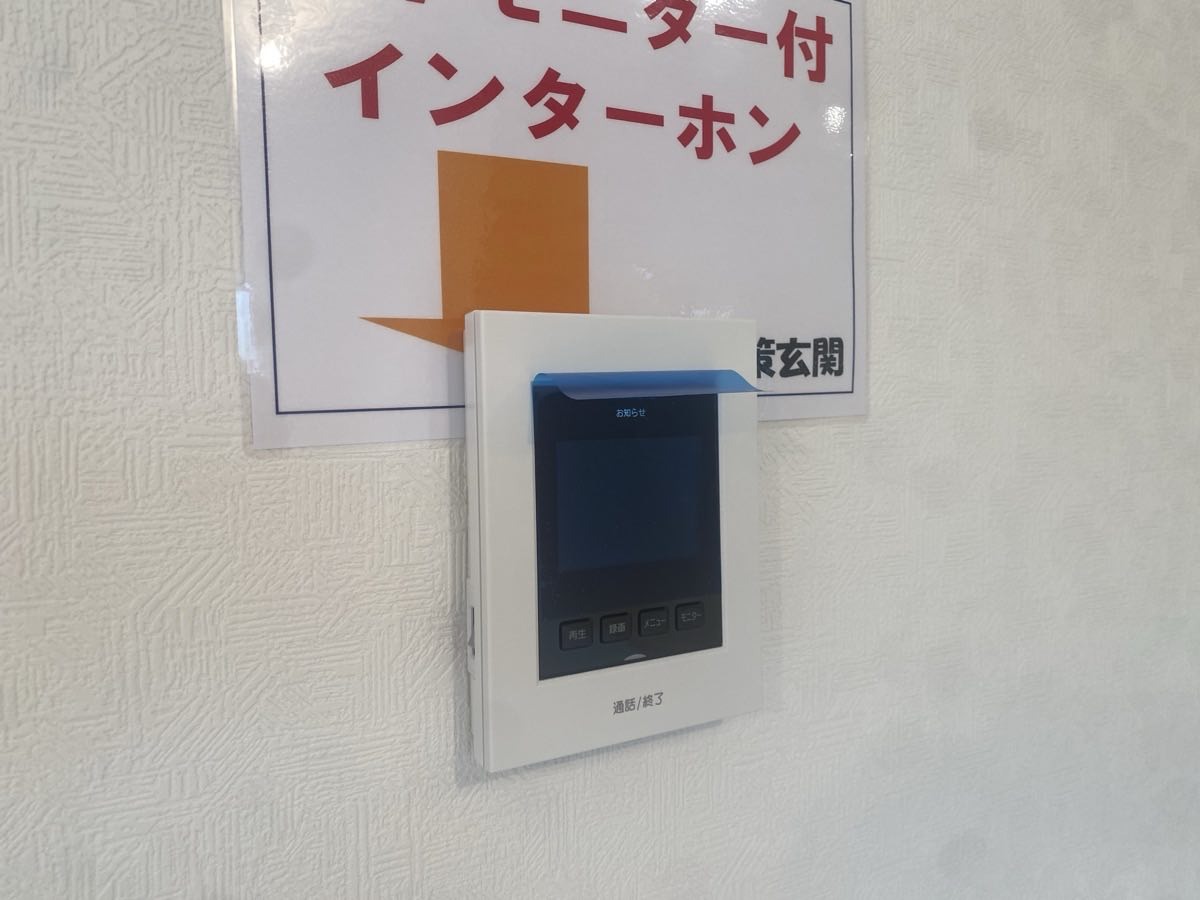 モニター付
インターホン
策玄関
お知らせ
再生 録画 メニュー モニター
通話/終了